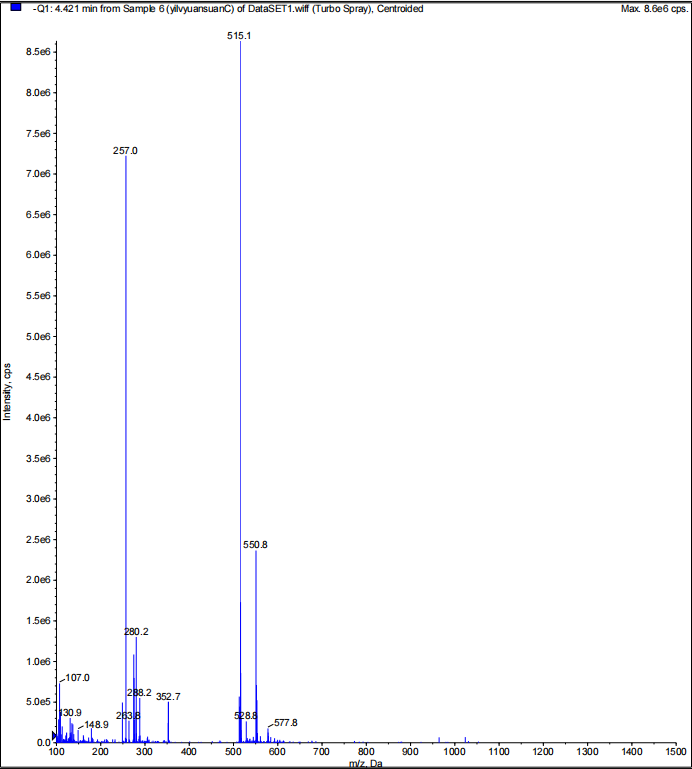 -Q1: 4.421 min from Sample 6 (yilvyuansuanC) of DataSET1.wiff (Turbo Spray), Centroided
Max. 8.6e6 cps.
515.1
8.5e6
8.0e6
7.5e6
257.0
7.0e6
6.5e6
6.0e6
5.5e6
5.0e6
4.5e6
Intensity, cps
4.0e6
3.5e6
3.0e6
2.5e6
550.8
2.0e6
1.5e6
280.2
1.0e6
107.0
288.2
352.7
5.0e5
130.9
263.8
528.8
148.9
577.8
0.0
100 200 300 400 500 600 700 800 900 1000 1100 1200 1300 1400 1500
m/z, Da